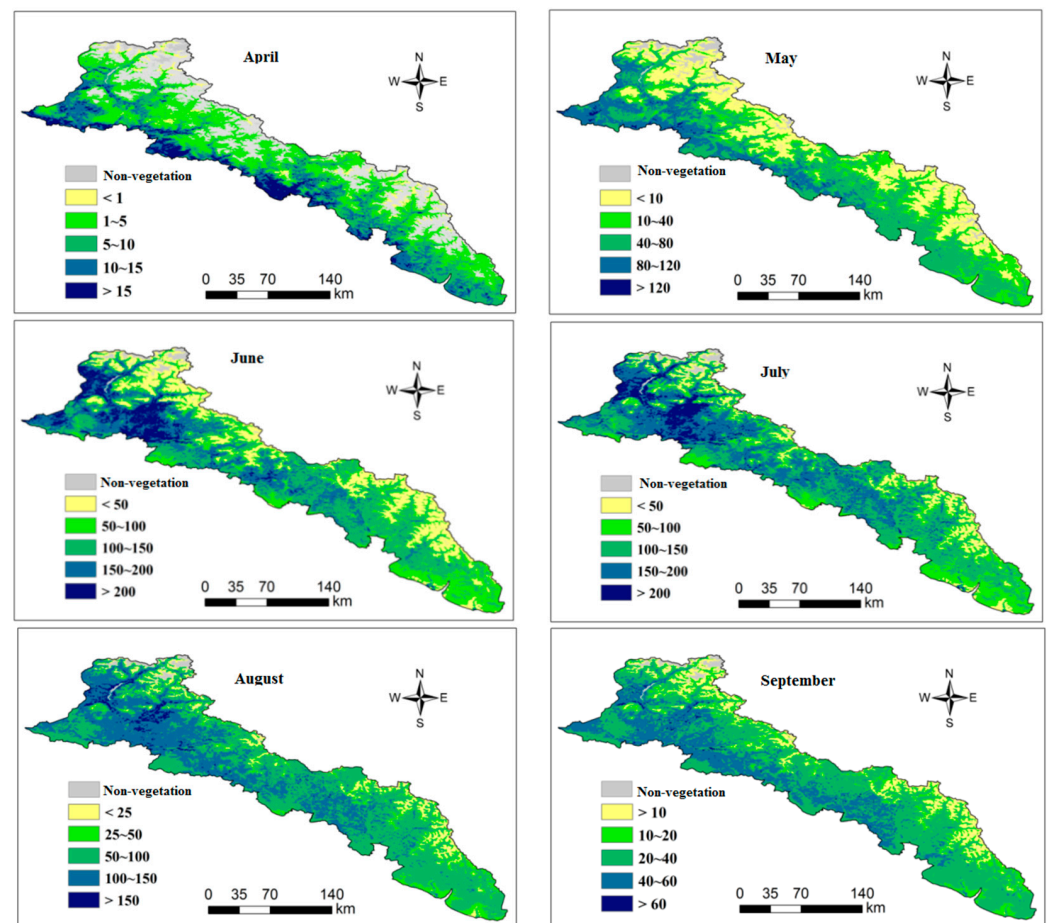 April
N
W E
S
Non-vegetation
< 1
1~5
5~10
10~15
> 15
0 35 70 140
km
May
N
W E
S
Non-vegetation
< 10
10~40
40~80
80~120
> 120
0 35 70 140
km
June
N
W E
S
Non-vegetation
< 50
50~100
100~150
150~200
> 200
0 35 70 140
km
July
N
W E
S
Non-vegetation
< 50
50~100
100~150
150~200
> 200
0 35 70 140
km
August
N
W E
S
Non-vegetation
< 25
25~50
50~100
100~150
> 150
0 35 70 140
km
September
N
W E
S
Non-vegetation
> 10
10~20
20~40
40~60
> 60
0 35 70 140
km